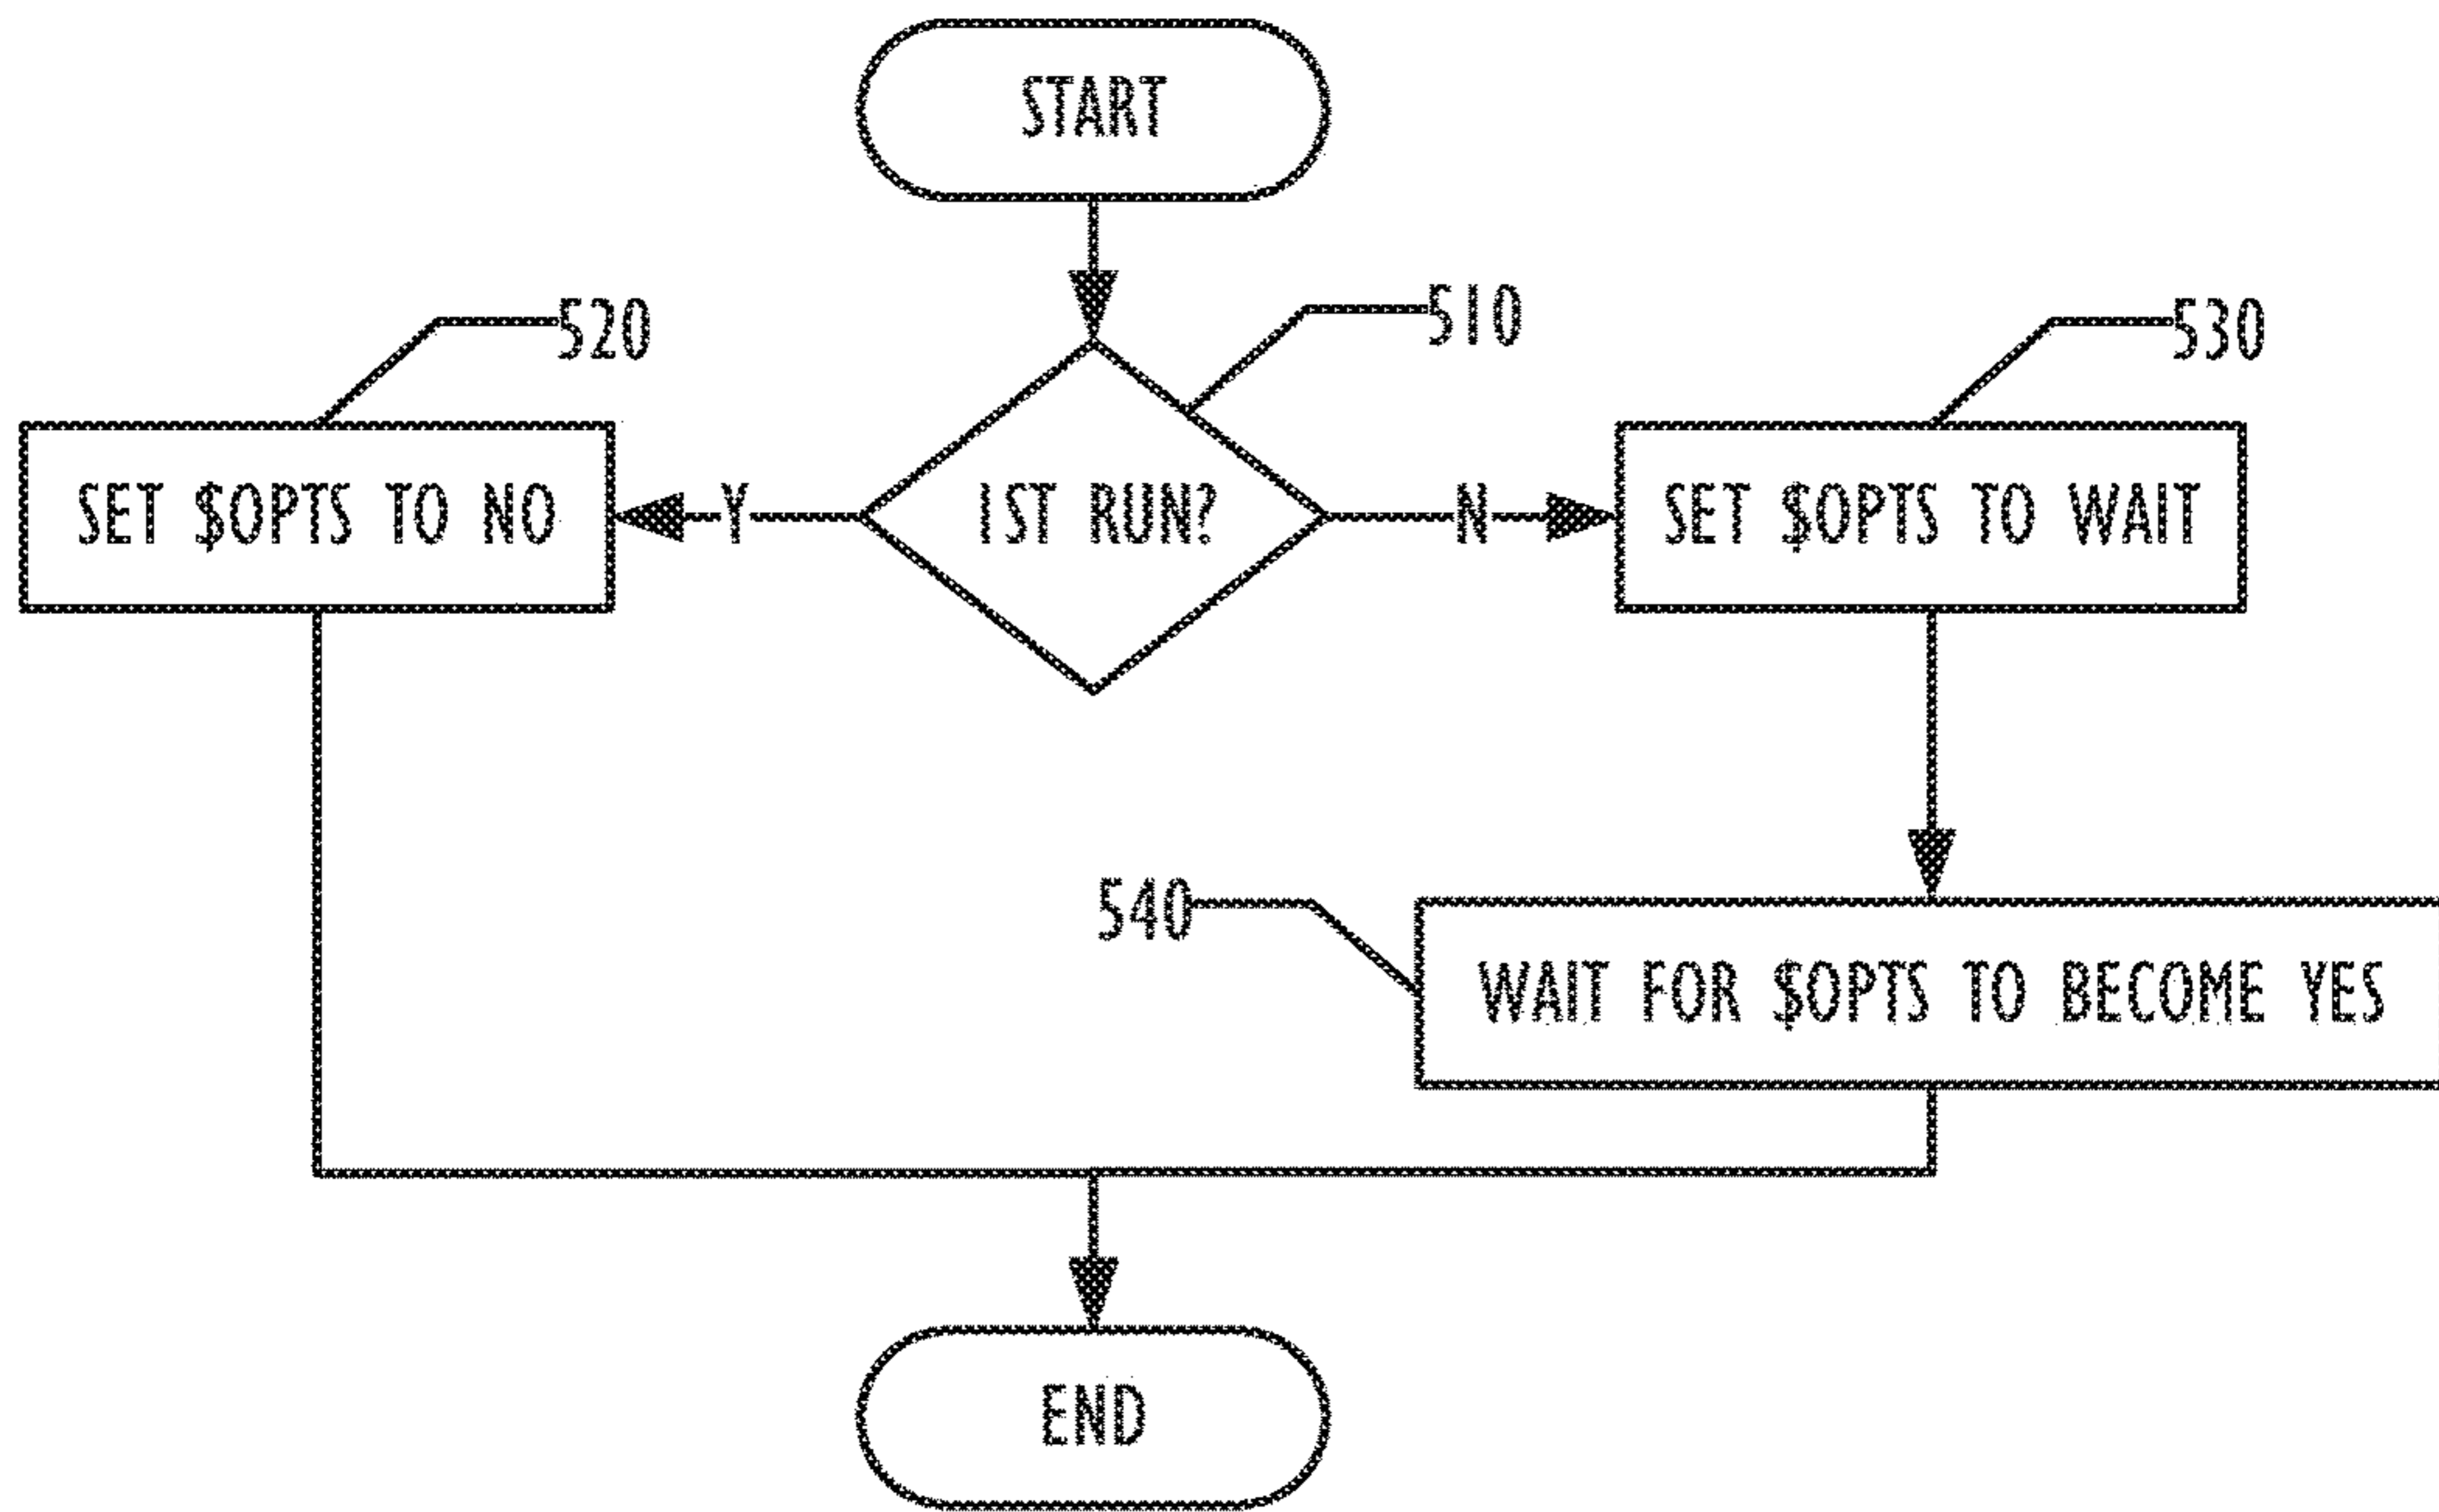 START
510
520
530
1ST RUN?
Y
N
SET $OPTS TO NO
SET $OPTS TO WAIT
540
WAIT FOR $OPTS TO BECOME YES
END